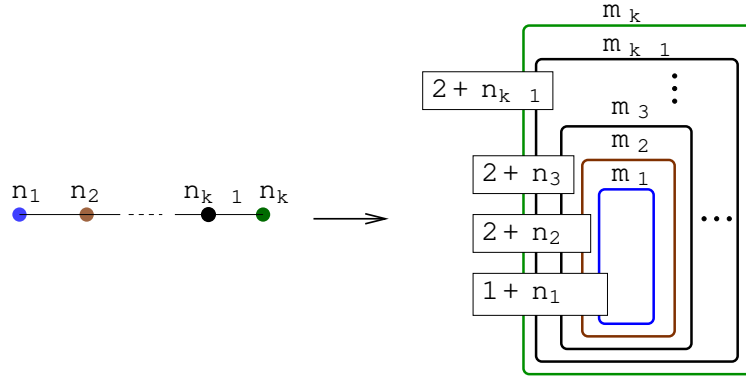 n1 n2 nk 1 nk
mk
mk 1
2 + nk 1
m3
m2
2 + n3
m1
2 + n2
1 + n1